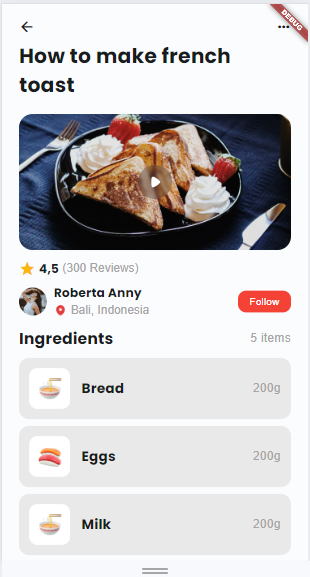 DEBUG
How to make french
toast
4,5 (300 Reviews)
Roberta Anny
Bali, Indonesia
Follow
Ingredients 5 items
Bread 200g
Eggs 200g
Milk 200g